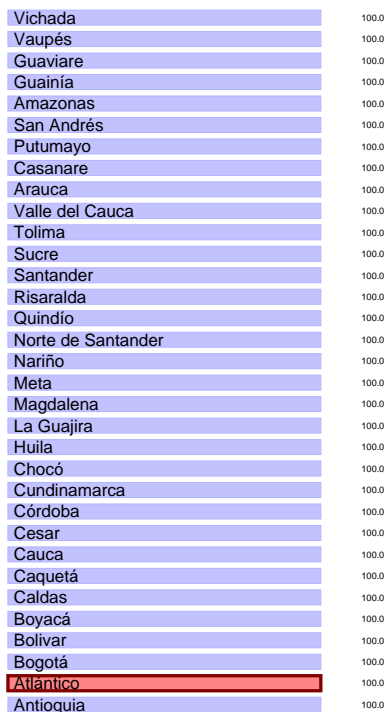 Vichada 100.0
Vaupés 100.0
Guaviare 100.0
Guainía 100.0
Amazonas 100.0
San Andrés 100.0
Putumayo 100.0
Casanare 100.0
Arauca 100.0
Valle del Cauca 100.0
Tolima 100.0
Sucre 100.0
Santander 100.0
Risaralda 100.0
Quindío 100.0
Norte de Santander 100.0
Nariño 100.0
Meta 100.0
Magdalena 100.0
La Guajira 100.0
Huila 100.0
Chocó 100.0
Cundinamarca 100.0
Córdoba 100.0
Cesar 100.0
Cauca 100.0
Caquetá 100.0
Caldas 100.0
Boyacá 100.0
Bolivar 100.0
Bogotá 100.0
Atlántico 100.0
Antioquia 100.0